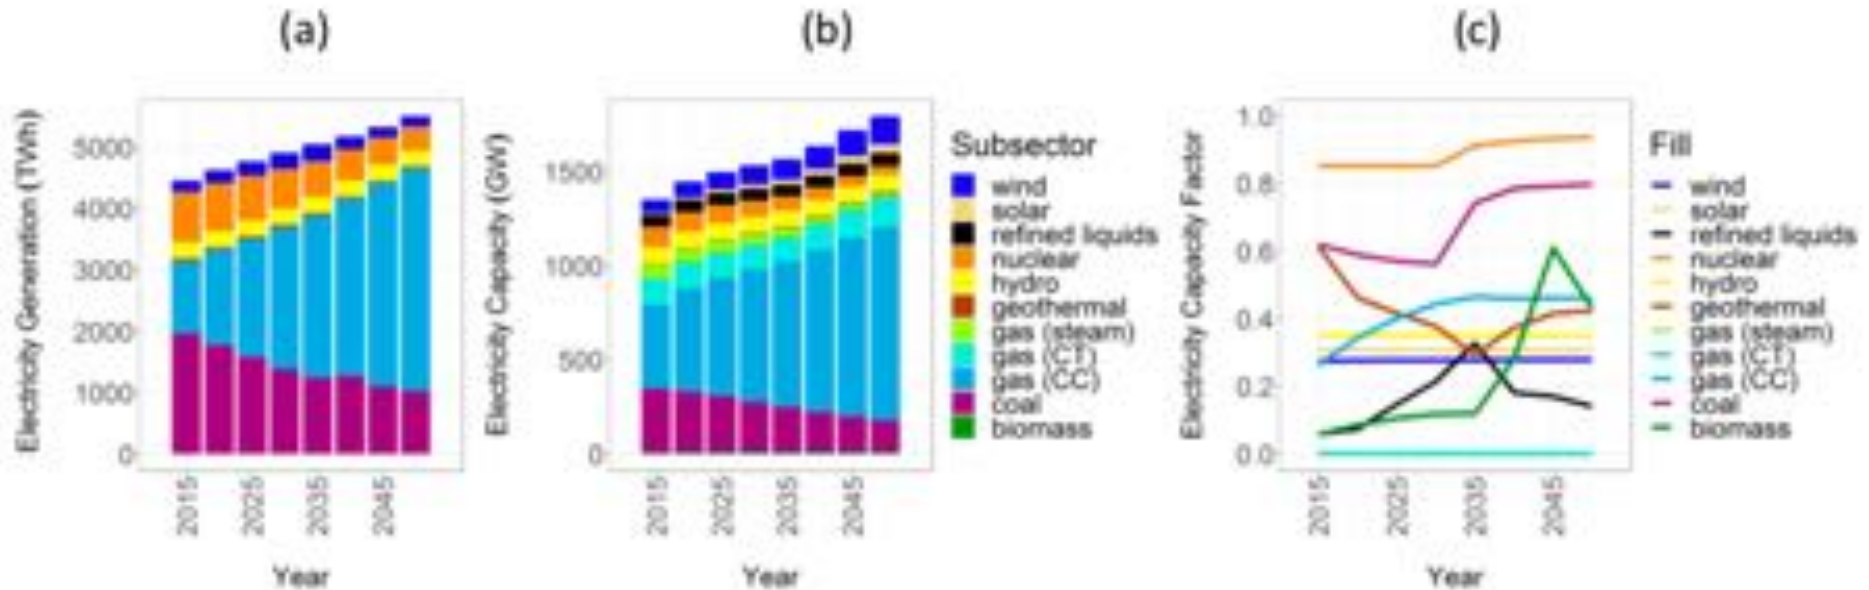 (a)
Electricity Generation (TWh)
5000
4000
3000
2000
1000
0
2015
2025
2035
2045
Year
(b)
Electricity Capacity (GW)
1500
1000
500
0
2015
2025
2035
2045
Year
Subsector
wind
solar
refined liquids
nuclear
hydro
geothermal
gas (steam)
gas (CT)
gas (CC)
coal
biomass
(c)
Electricity Capacity Factor
1.0
0.8
0.6
0.4
0.2
0.0
2015
2025
2035
2045
Year
Fill
wind
solar
refined liquids
nuclear
hydro
geothermal
gas (steam)
gas (CT)
gas (CC)
coal
biomass